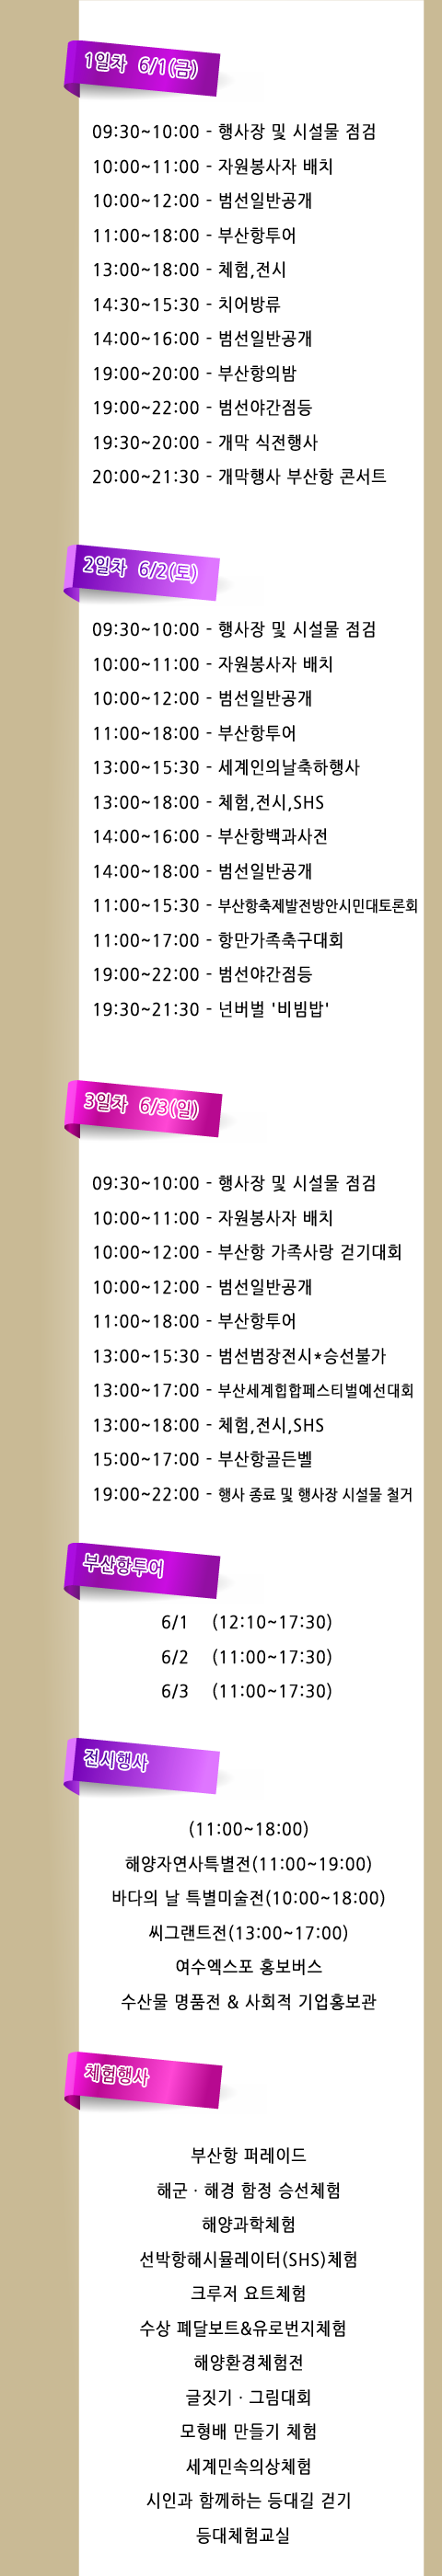 1일차 6/1(금)
09:30~10:00 - 행사장 및 시설물 점검
10:00~11:00 - 자원봉사자 배치
10:00~12:00 - 범선일반공개
11:00~18:00 - 부산항투어
13:00~18:00 - 체험,전시
14:30~15:30 - 치어방류
14:00~16:00 - 범선일반공개
19:00~20:00 - 부산항의밤
19:00~22:00 - 범선야간점등
19:30~20:00 - 개막 식전행사
20:00~21:30 - 개막행사 부산항 콘서트
2일차 6/2(토)
09:30~10:00 - 행사장 및 시설물 점검
10:00~11:00 - 자원봉사자 배치
10:00~12:00 - 범선일반공개
11:00~18:00 - 부산항투어
13:00~15:30 - 세계인의날축하행사
13:00~18:00 - 체험,전시,SHS
14:00~16:00 - 부산항백과사전
14:00~18:00 - 범선일반공개
11:00~15:30 - 부산항축제발전방안시민대토론회
11:00~17:00 - 항만가족축구대회
19:00~22:00 - 범선야간점등
19:30~21:30 - 넌버벌 '비빔밥'
3일차 6/3(일)
09:30~10:00 - 행사장 및 시설물 점검
10:00~11:00 - 자원봉사자 배치
10:00~12:00 - 부산항 가족사랑 걷기대회
10:00~12:00 - 범선일반공개
11:00~18:00 - 부산항투어
13:00~15:30 - 범선범장전시*승선불가
13:00~17:00 - 부산세계힙합페스티벌예선대회
13:00~18:00 - 체험,전시,SHS
15:00~17:00 - 부산항골든벨
19:00~22:00 - 행사 종료 및 행사장 시설물 철거
부산항투어
6/1 (12:10~17:30)
6/2 (11:00~17:30)
6/3 (11:00~17:30)
전시행사
(11:00~18:00)
해양자연사특별전(11:00~19:00)
바다의 날 특별미술전(10:00~18:00)
씨그랜트전(13:00~17:00)
여수엑스포 홍보버스
수산물 명품전 & 사회적 기업홍보관
체험행사
부산항 퍼레이드
해군 · 해경 함정 승선체험
해양과학체험
선박항해시뮬레이터(SHS)체험
크루저 요트체험
수상 폐달보트&유로번지체험
해양환경체험전
글짓기 · 그림대회
모형배 만들기 체험
세계민속의상체험
시인과 함께하는 등대길 걷기
등대체험교실